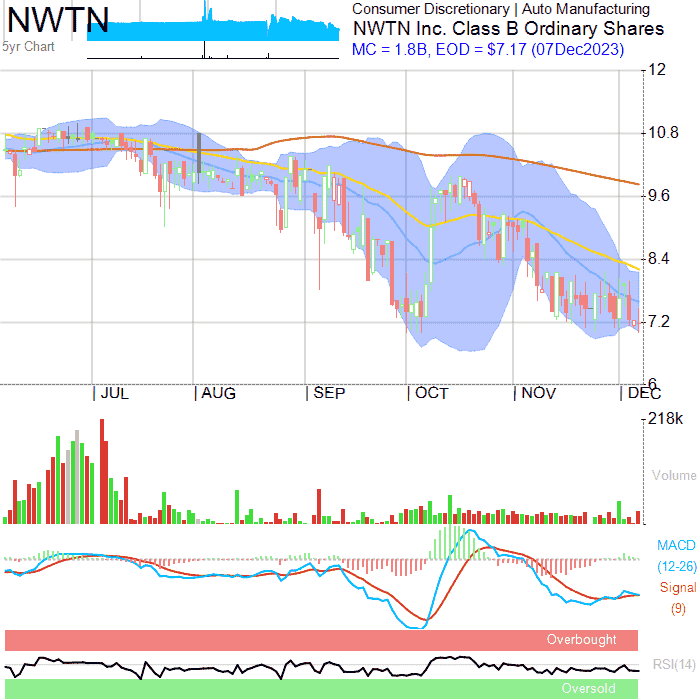 NWTN
5yr Chart
Consumer Discretionary | Auto Manufacturing
NWTN Inc. Class B Ordinary Shares
MC = 1.8B, EOD = $7.17 (07Dec2023)
12
10.8
9.6
8.4
7.2
6
JUL AUG SEP OCT NOV DEC
218k
Volume
MACD
(12-26)
Signal
(9)
Overbought
RSI(14)
Oversold